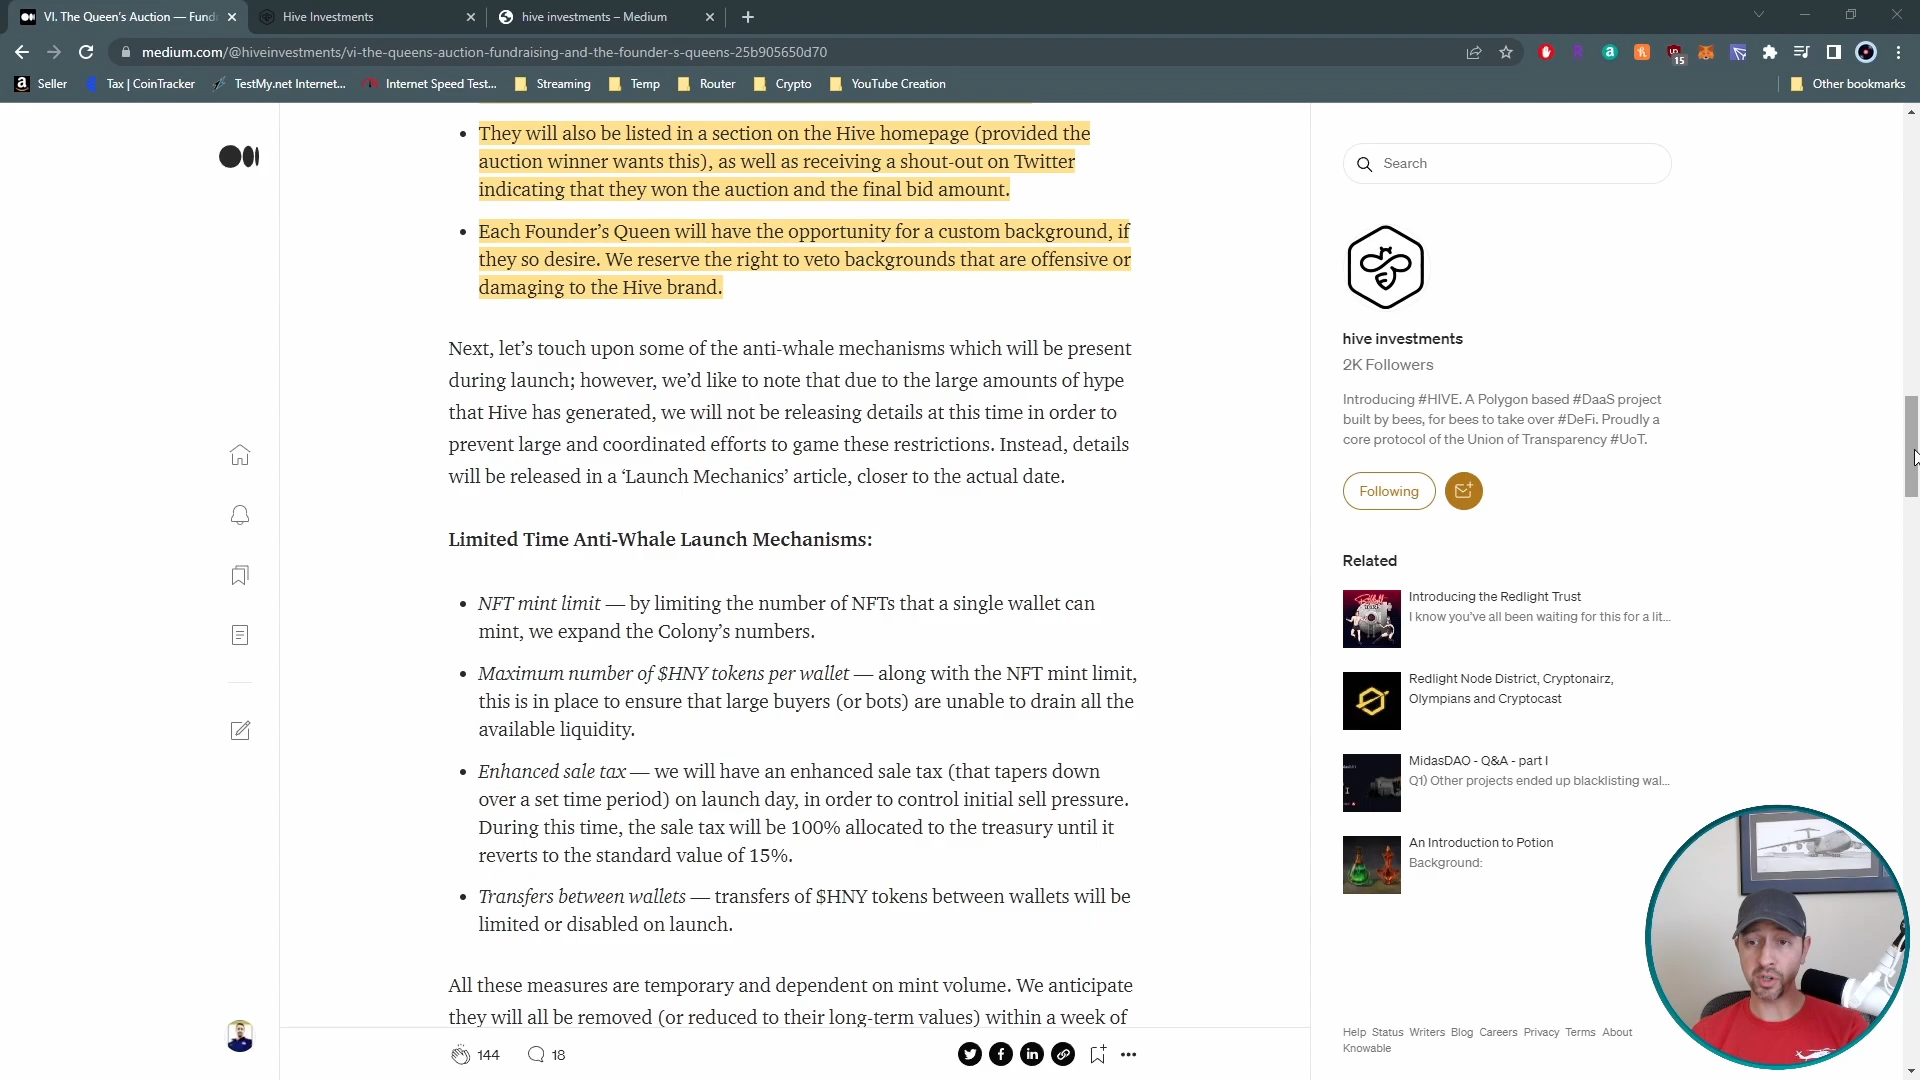 VI. The Queen's Auction — Fundr
Hive Investments
hive investments – Medium
medium.com/@hiveinvestments/vi-the-queens-auction-fundraising-and-the-founder-s-queens-25b905650d70
15
Seller
Tax | CoinTracker
TestMy.net Internet...
Internet Speed Test...
Streaming
Temp
Router
Crypto
YouTube Creation
Other bookmarks
They will also be listed in a section on the Hive homepage (provided the
auction winner wants this), as well as receiving a shout-out on Twitter
indicating that they won the auction and the final bid amount.
Each Founder's Queen will have the opportunity for a custom background, if
they so desire. We reserve the right to veto backgrounds that are offensive or
damaging to the Hive brand.
Next, let's touch upon some of the anti-whale mechanisms which will be present
during launch; however, we'd like to note that due to the large amounts of hype
that Hive has generated, we will not be releasing details at this time in order to
prevent large and coordinated efforts to game these restrictions. Instead, details
will be released in a 'Launch Mechanics' article, closer to the actual date.
Limited Time Anti-Whale Launch Mechanisms:
NFT mint limit — by limiting the number of NFTs that a single wallet can
mint, we expand the Colony's numbers.
Maximum number of $HNY tokens per wallet — along with the NFT mint limit,
this is in place to ensure that large buyers (or bots) are unable to drain all the
available liquidity.
Enhanced sale tax — we will have an enhanced sale tax (that tapers down
over a set time period) on launch day, in order to control initial sell pressure.
During this time, the sale tax will be 100% allocated to the treasury until it
reverts to the standard value of 15%.
Transfers between wallets — transfers of $HNY tokens between wallets will be
limited or disabled on launch.
All these measures are temporary and dependent on mint volume. We anticipate
they will all be removed (or reduced to their long-term values) within a week of
144
18
Search
hive investments
2K Followers
Introducing #HIVE. A Polygon based #DaaS project
built by bees, for bees to take over #DeFi. Proudly a
core protocol of the Union of Transparency #UoT.
Following
Related
Introducing the Redlight Trust
I know you've all been waiting for this for a lit...
Redlight Node District, Cryptonairz,
Olympians and Cryptocast
MidasDAO - Q&A - part I
Q1) Other projects ended up blacklisting wal...
An Introduction to Potion
Background:
Help Status Writers Blog Careers Privacy Terms About
Knowable